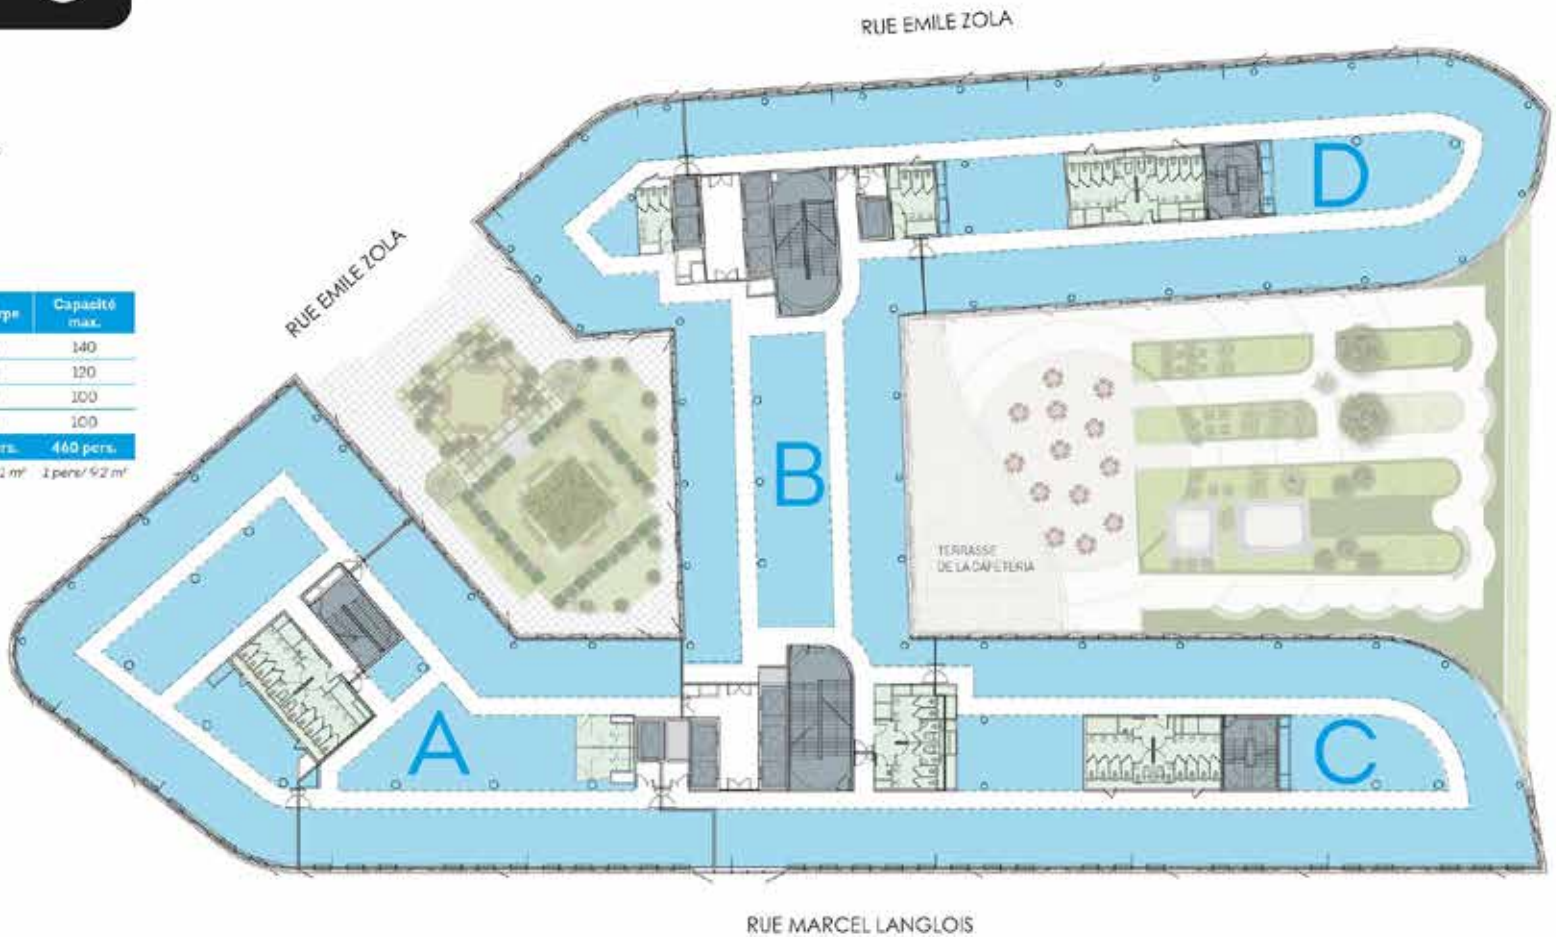 RUE EMILE ZOLA
RUE EMILE ZOLA
Capacité
max.
140
120
100
100
460 pers.
1 pers/ 9,2 m²
D
B
TERRASSE
DE LA CAFETERIA
A
C
RUE MARCEL LANGLOIS